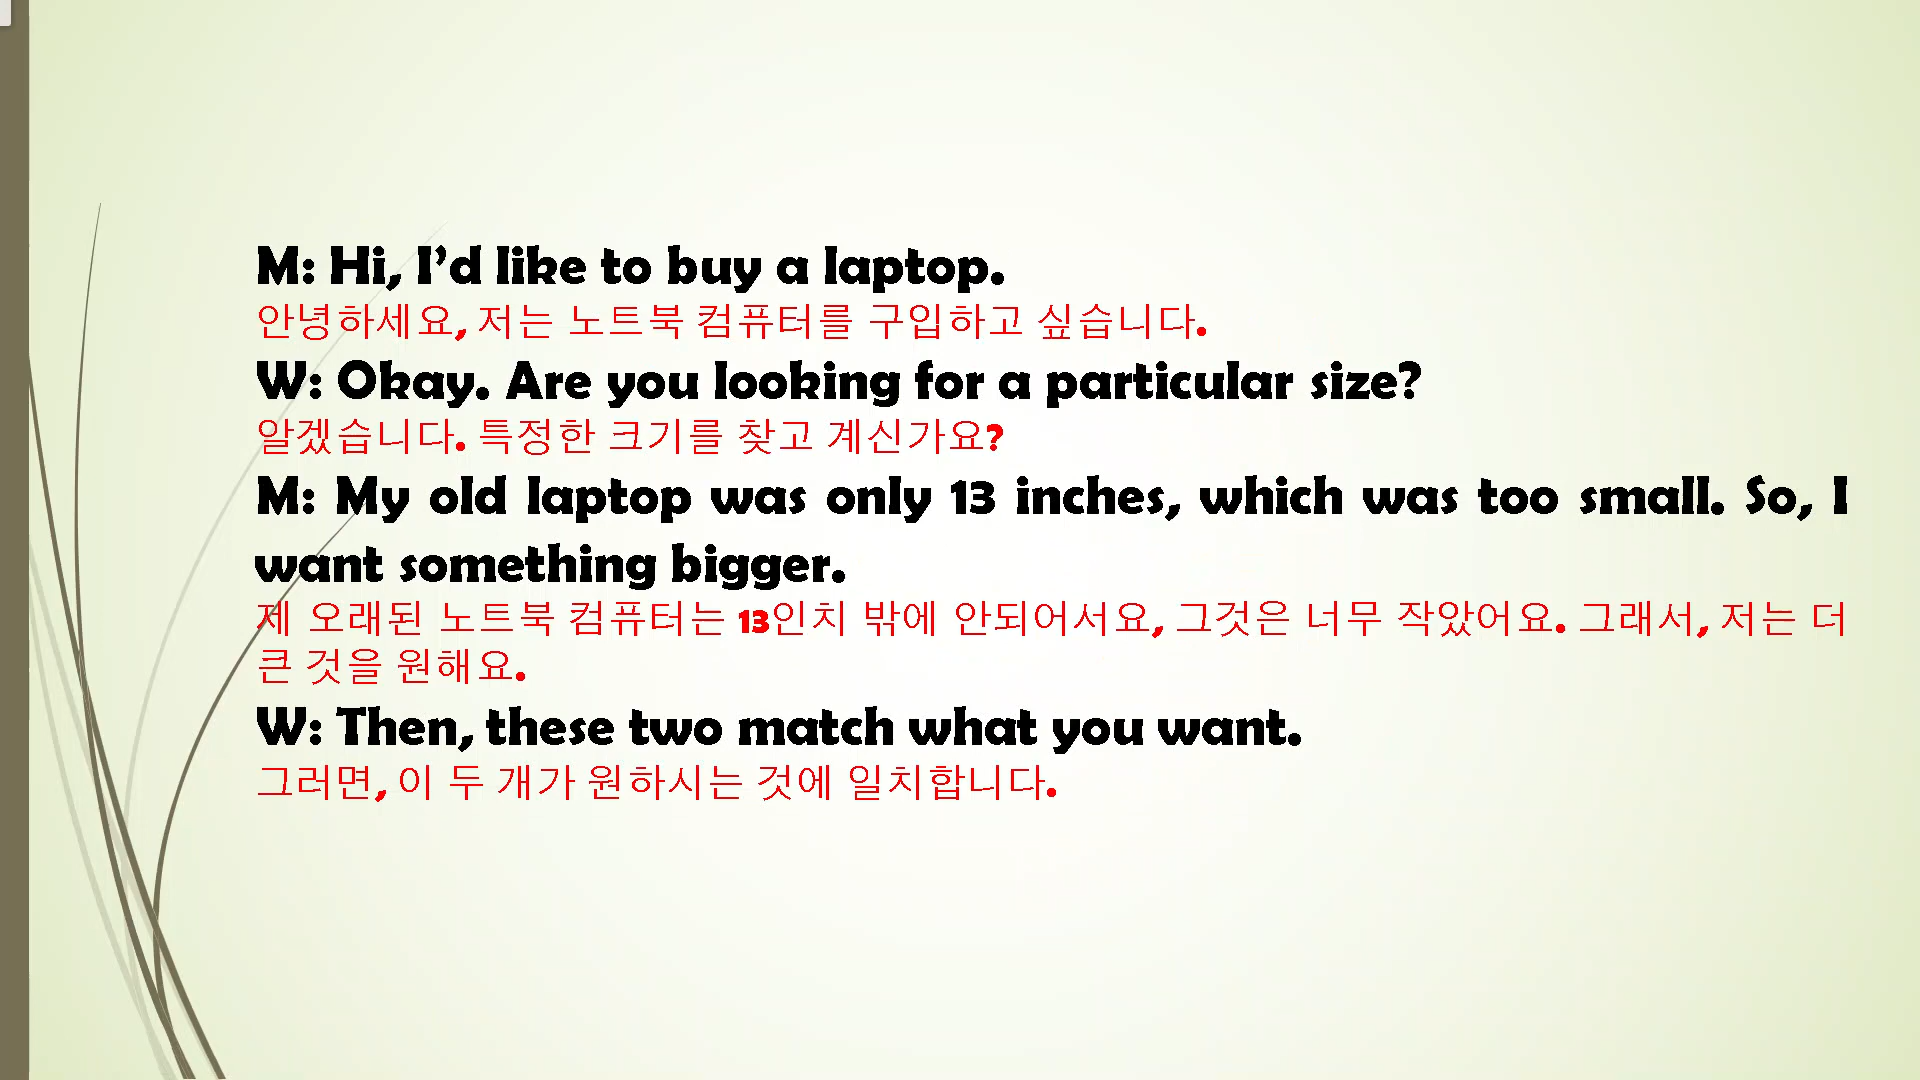 M: Hi, I’d like to buy a laptop.
안녕하세요, 저는 노트북 컴퓨터를 구입하고 싶습니다.
W: Okay. Are you looking for a particular size?
알겠습니다. 특정한 크기를 찾고 계신가요?
M: My old laptop was only 13 inches, which was too small. So, I
want something bigger.
제 오래된 노트북 컴퓨터는 13인치 밖에 안되어서요, 그것은 너무 작았어요. 그래서, 저는 더
큰 것을 원해요.
W: Then, these two match what you want.
그러면, 이 두 개가 원하시는 것에 일치합니다.